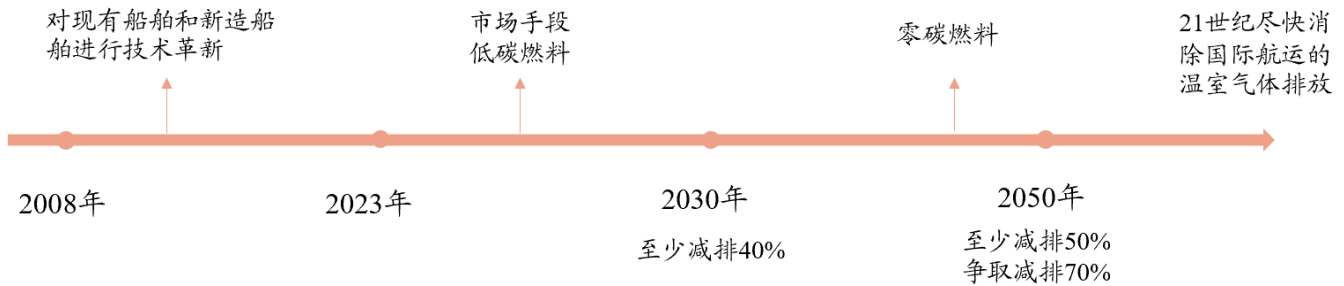 对现有船舶和新造船
舶进行技术革新
市场手段
低碳燃料
零碳燃料
21世纪尽快消
除国际航运的
温室气体排放
2008年
2023年
2030年
2050年
至少减排40%
至少减排50%
争取减排70%